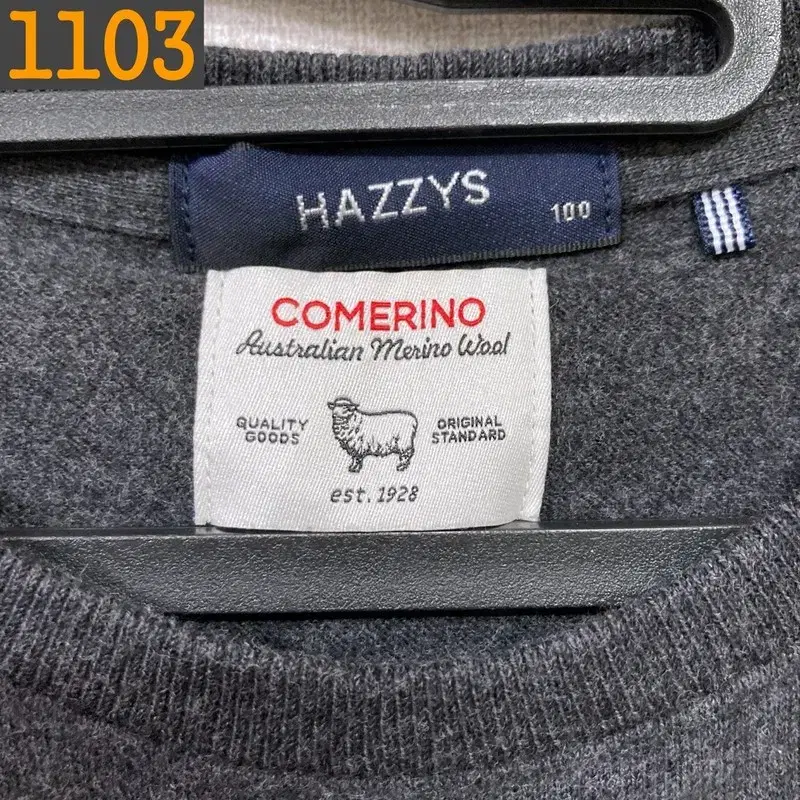 1103
HAZZYS
100
COMERINO
Australian Merino Wool
QUALITY GOODS
ORIGINAL STANDARD
est. 1928